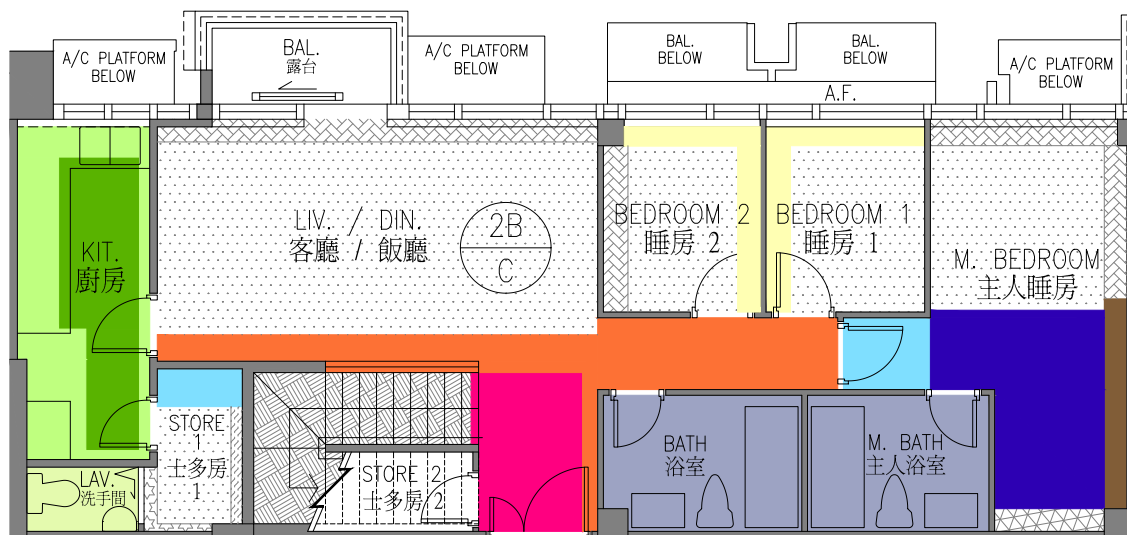 A/C PLATFORM
BELOW
BAL.
露台
A/C PLATFORM
BELOW
BAL.
BELOW
BAL.
BELOW
A/C PLATFORM
BELOW
A.F.
LIV. / DIN.
客廳 / 飯廳
2B
C
BEDROOM 2
睡房 2
BEDROOM 1
睡房 1
M. BEDROOM
主人睡房
KIT.
廚房
STORE
1
士多房
1
STORE 2
士多房 2
BATH
浴室
M. BATH
主人浴室
LAV.
洗手間